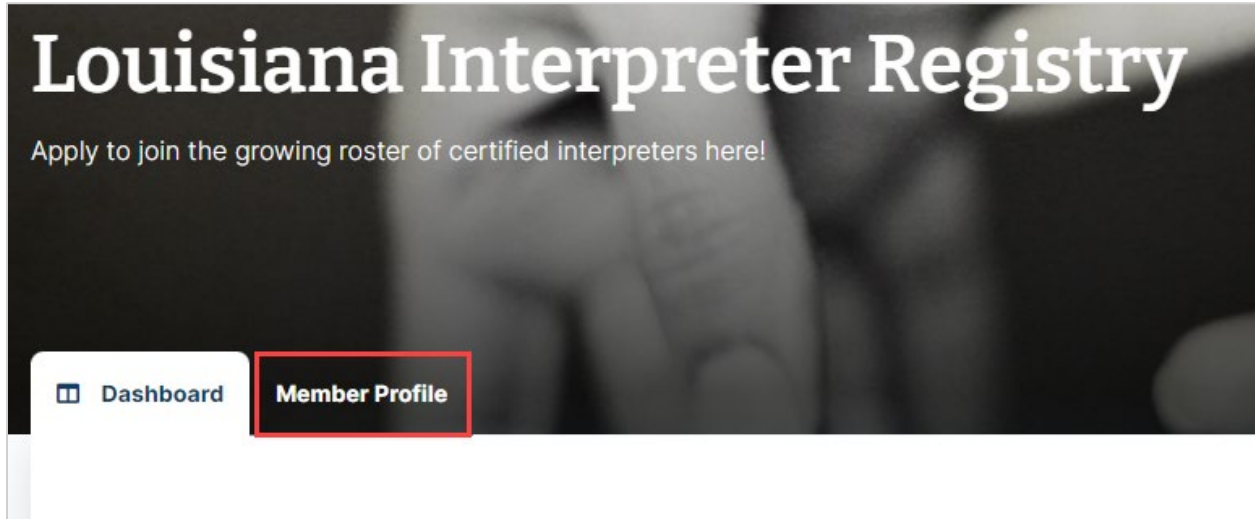 Louisiana Interpreter Registry
Apply to join the growing roster of certified interpreters here!
Dashboard
Member Profile